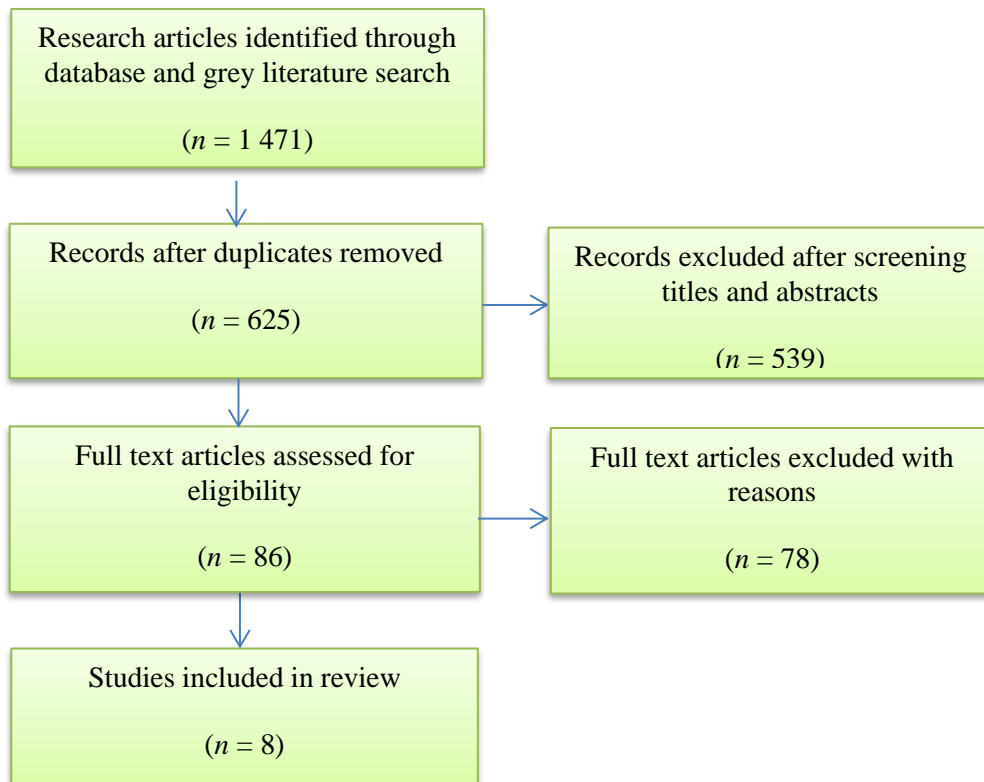 Research articles identified through
database and grey literature search
(n = 1 471)
Records after duplicates removed
(n = 625)
Records excluded after screening
titles and abstracts
(n = 539)
Full text articles assessed for
eligibility
(n = 86)
Full text articles excluded with
reasons
(n = 78)
Studies included in review
(n = 8)